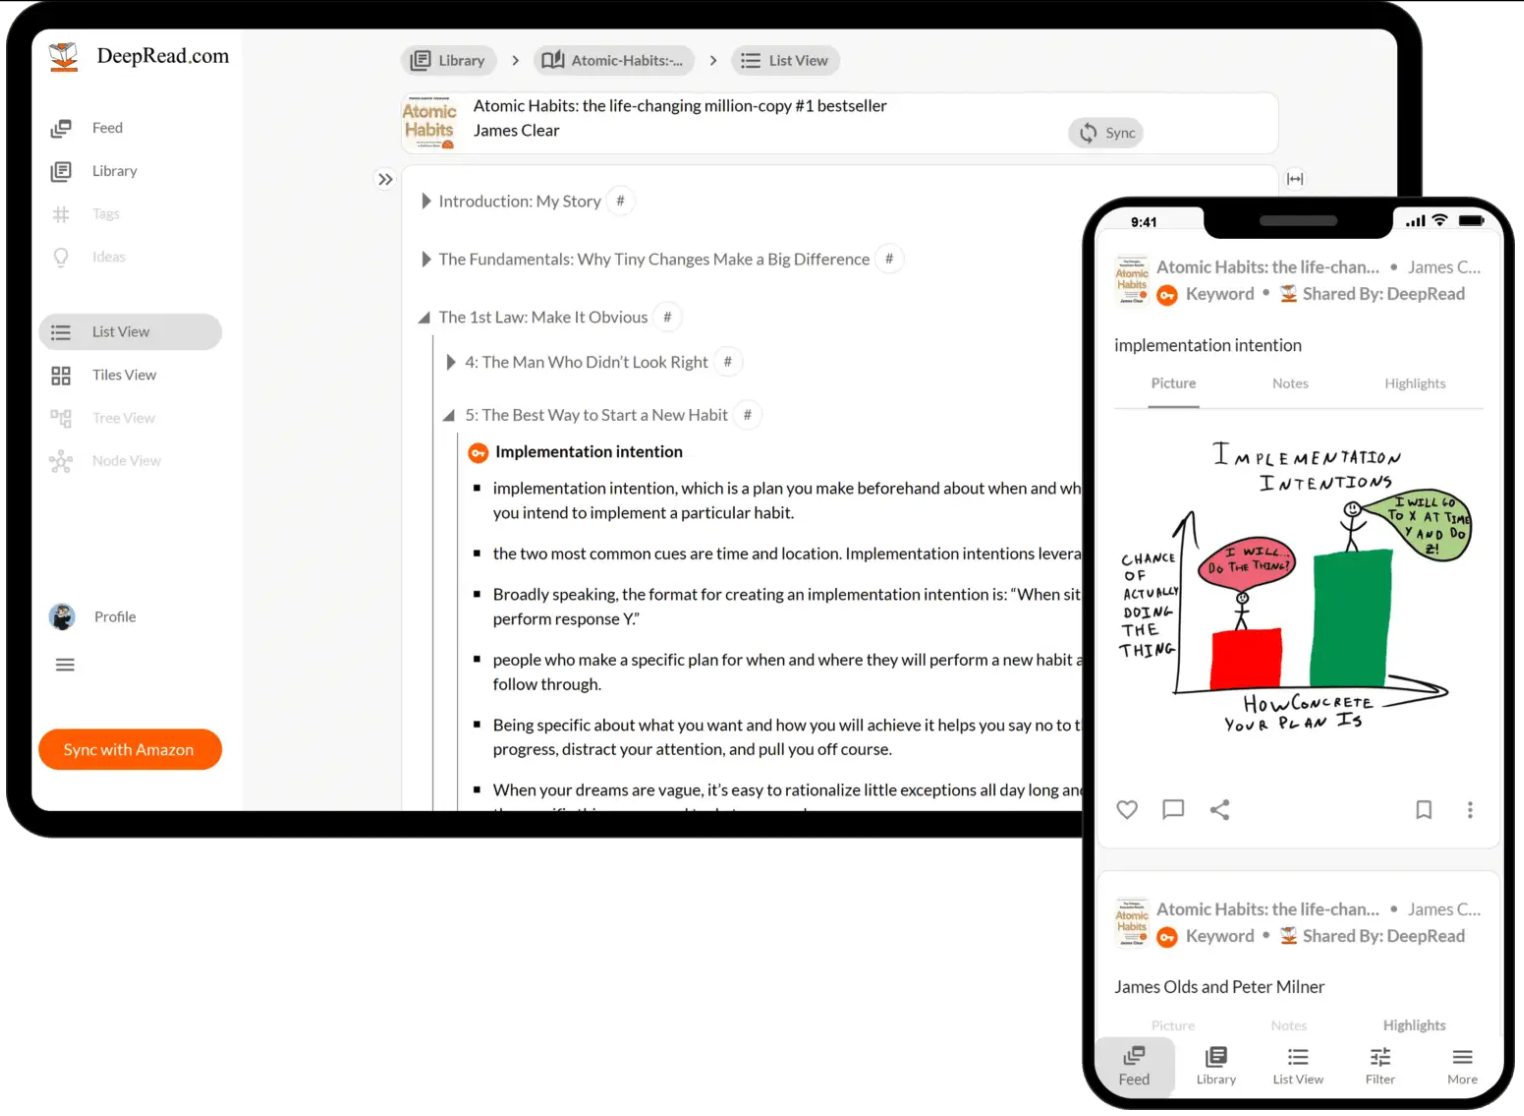 DeepRead.com
Feed
Library
Tags
Ideas
List View
Tiles View
Tree View
Node View
Profile
Sync with Amazon
Library
Atomic-Habits:-...
List View
Atomic Habits
Atomic Habits: the life-changing million-copy #1 bestseller
James Clear
Sync
Introduction: My Story #
The Fundamentals: Why Tiny Changes Make a Big Difference #
The 1st Law: Make It Obvious #
4: The Man Who Didn't Look Right #
5: The Best Way to Start a New Habit #
Implementation intention
implementation intention, which is a plan you make beforehand about when and wh
you intend to implement a particular habit.
the two most common cues are time and location. Implementation intentions levera
Broadly speaking, the format for creating an implementation intention is: “When sit
perform response Y.”
people who make a specific plan for when and where they will perform a new habit a
follow through.
Being specific about what you want and how you will achieve it helps you say no to t
progress, distract your attention, and pull you off course.
When your dreams are vague, it's easy to rationalize little exceptions all day long an
9:41
Atomic Habits
James Clear
Atomic Habits: the life-chan... • James C...
Keyword • Shared By: DeepRead
implementation intention
Picture
Notes
Highlights
IMPLEMENTATION
INTENTIONS
I WILL GO
TO X AT TIME
Y AND DO
Z!
I WILL...
DO THE THING?
CHANCE
OF
ACTUALLY
DOING
THE
THING
HOW CONCRETE
YOUR PLAN IS
Atomic Habits
James Clear
Atomic Habits: the life-chan... • James C...
Keyword • Shared By: DeepRead
James Olds and Peter Milner
Picture
Notes
Highlights
Feed
Library
List View
Filter
More